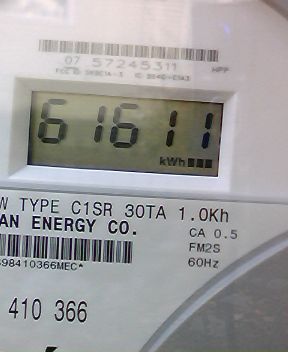 07 57245311
HPP
61611
kWh
W TYPE C1SR 30TA 1.0Kh
AN ENERGY CO.
CA 0.5
FM2S
98410366MEC*
60Hz
410 366